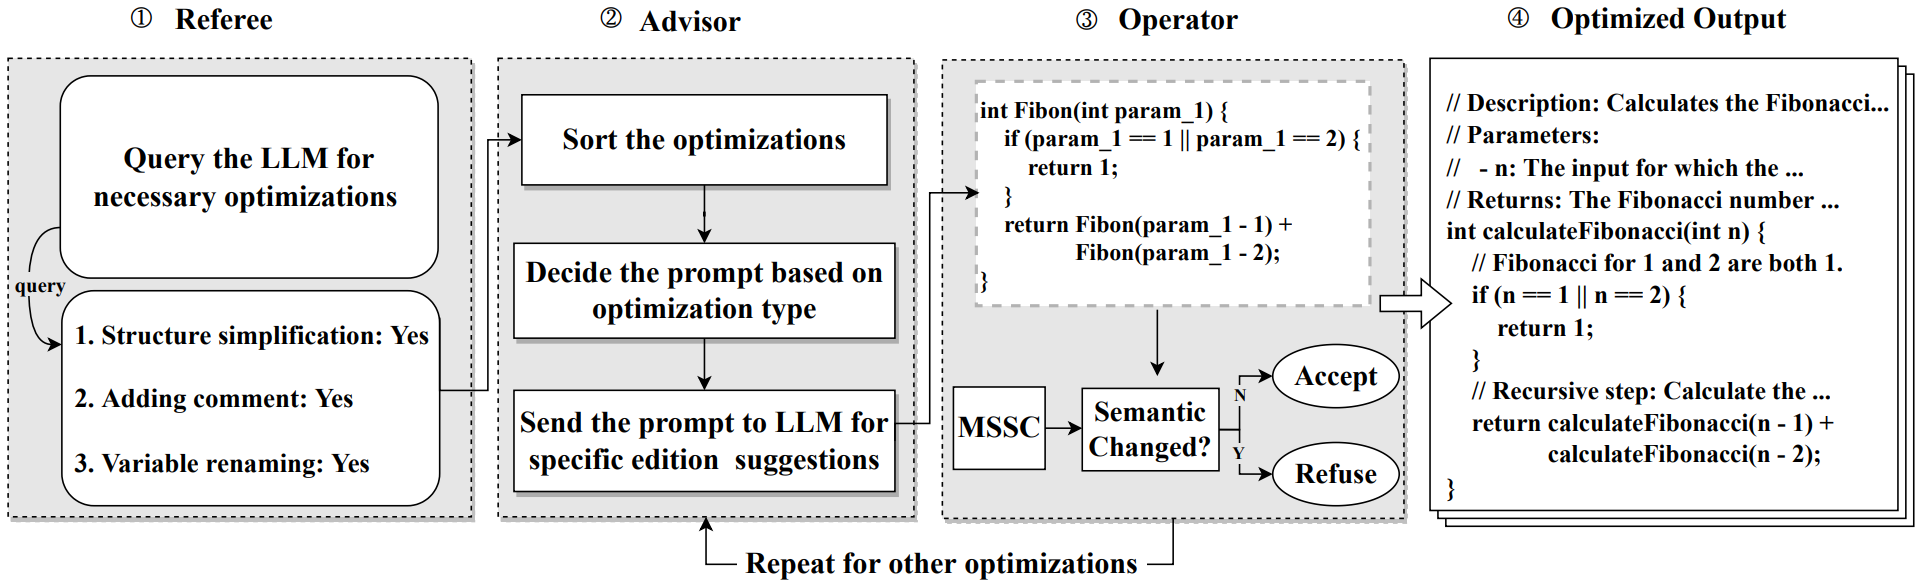 ① Referee
Query the LLM for
necessary optimizations
query
1. Structure simplification: Yes
2. Adding comment: Yes
3. Variable renaming: Yes
② Advisor
Sort the optimizations
Decide the prompt based on
optimization type
Send the prompt to LLM for
specific edition suggestions
③ Operator
int Fibon(int param_1) {
if (param_1 == 1 || param_1 == 2) {
return 1;
}
return Fibon(param_1 - 1) +
Fibon(param_1 - 2);
}
MSSC
Semantic
Changed?
N
Y
Accept
Refuse
Repeat for other optimizations
④ Optimized Output
// Description: Calculates the Fibonacci...
// Parameters:
// - n: The input for which the ...
// Returns: The Fibonacci number ...
int calculateFibonacci(int n) {
// Fibonacci for 1 and 2 are both 1.
if (n == 1 || n == 2) {
return 1;
}
// Recursive step: Calculate the ...
return calculateFibonacci(n - 1) +
calculateFibonacci(n - 2);
}